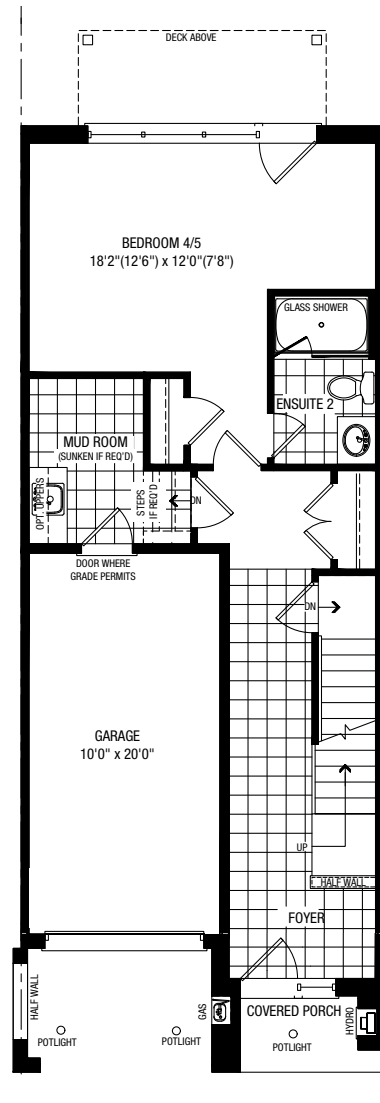 DECK ABOVE
BEDROOM 4/5
18'2"(12'6") x 12'0"(7'8")
GLASS SHOWER
ENSUITE 2
MUD ROOM
(SUNKEN IF REQ'D)
OPT. UPPERS
STEPS
IF REQ'D
DN
DOOR WHERE
GRADE PERMITS
DN
GARAGE
10'0" x 20'0"
UP
HALF WALL
FOYER
HALF WALL
GAS
COVERED PORCH
HYDRO
POTLIGHT
POTLIGHT
POTLIGHT